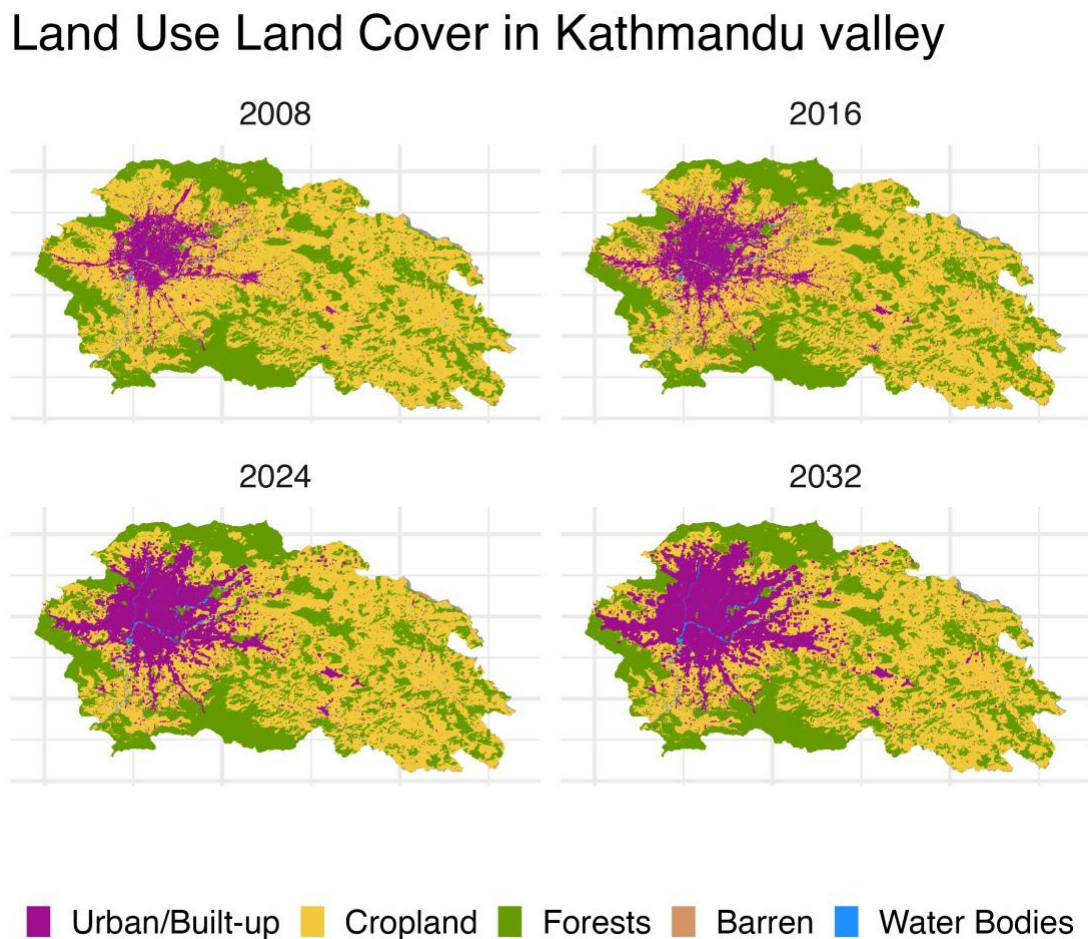 Land Use Land Cover in Kathmandu valley
2008
2016
2024
2032
Urban/Built-up
Cropland
Forests
Barren
Water Bodies